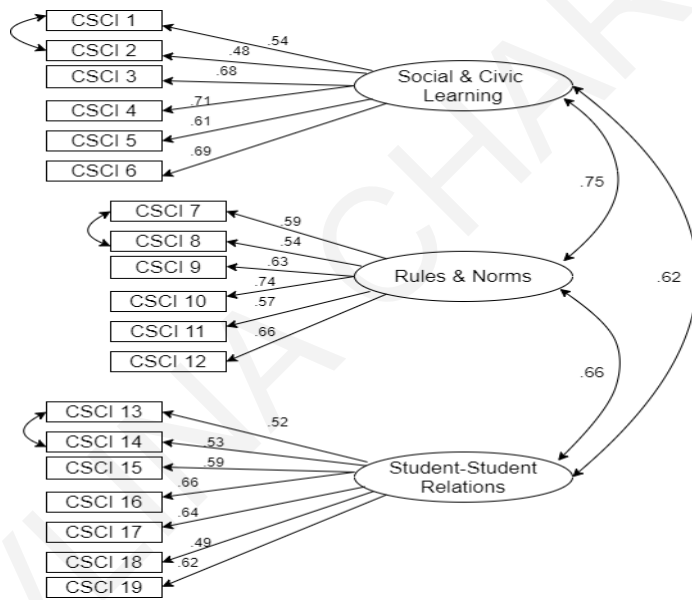 CSCI 1
CSCI 2
CSCI 3
CSCI 4
CSCI 5
CSCI 6
.54
.48
.68
.71
.61
.69
Social & Civic
Learning
.75
CSCI 7
CSCI 8
CSCI 9
CSCI 10
CSCI 11
CSCI 12
.59
.54
.63
.74
.57
.66
Rules & Norms
.62
.66
CSCI 13
CSCI 14
CSCI 15
CSCI 16
CSCI 17
CSCI 18
CSCI 19
.52
.53
.59
.66
.64
.49
.62
Student-Student
Relations